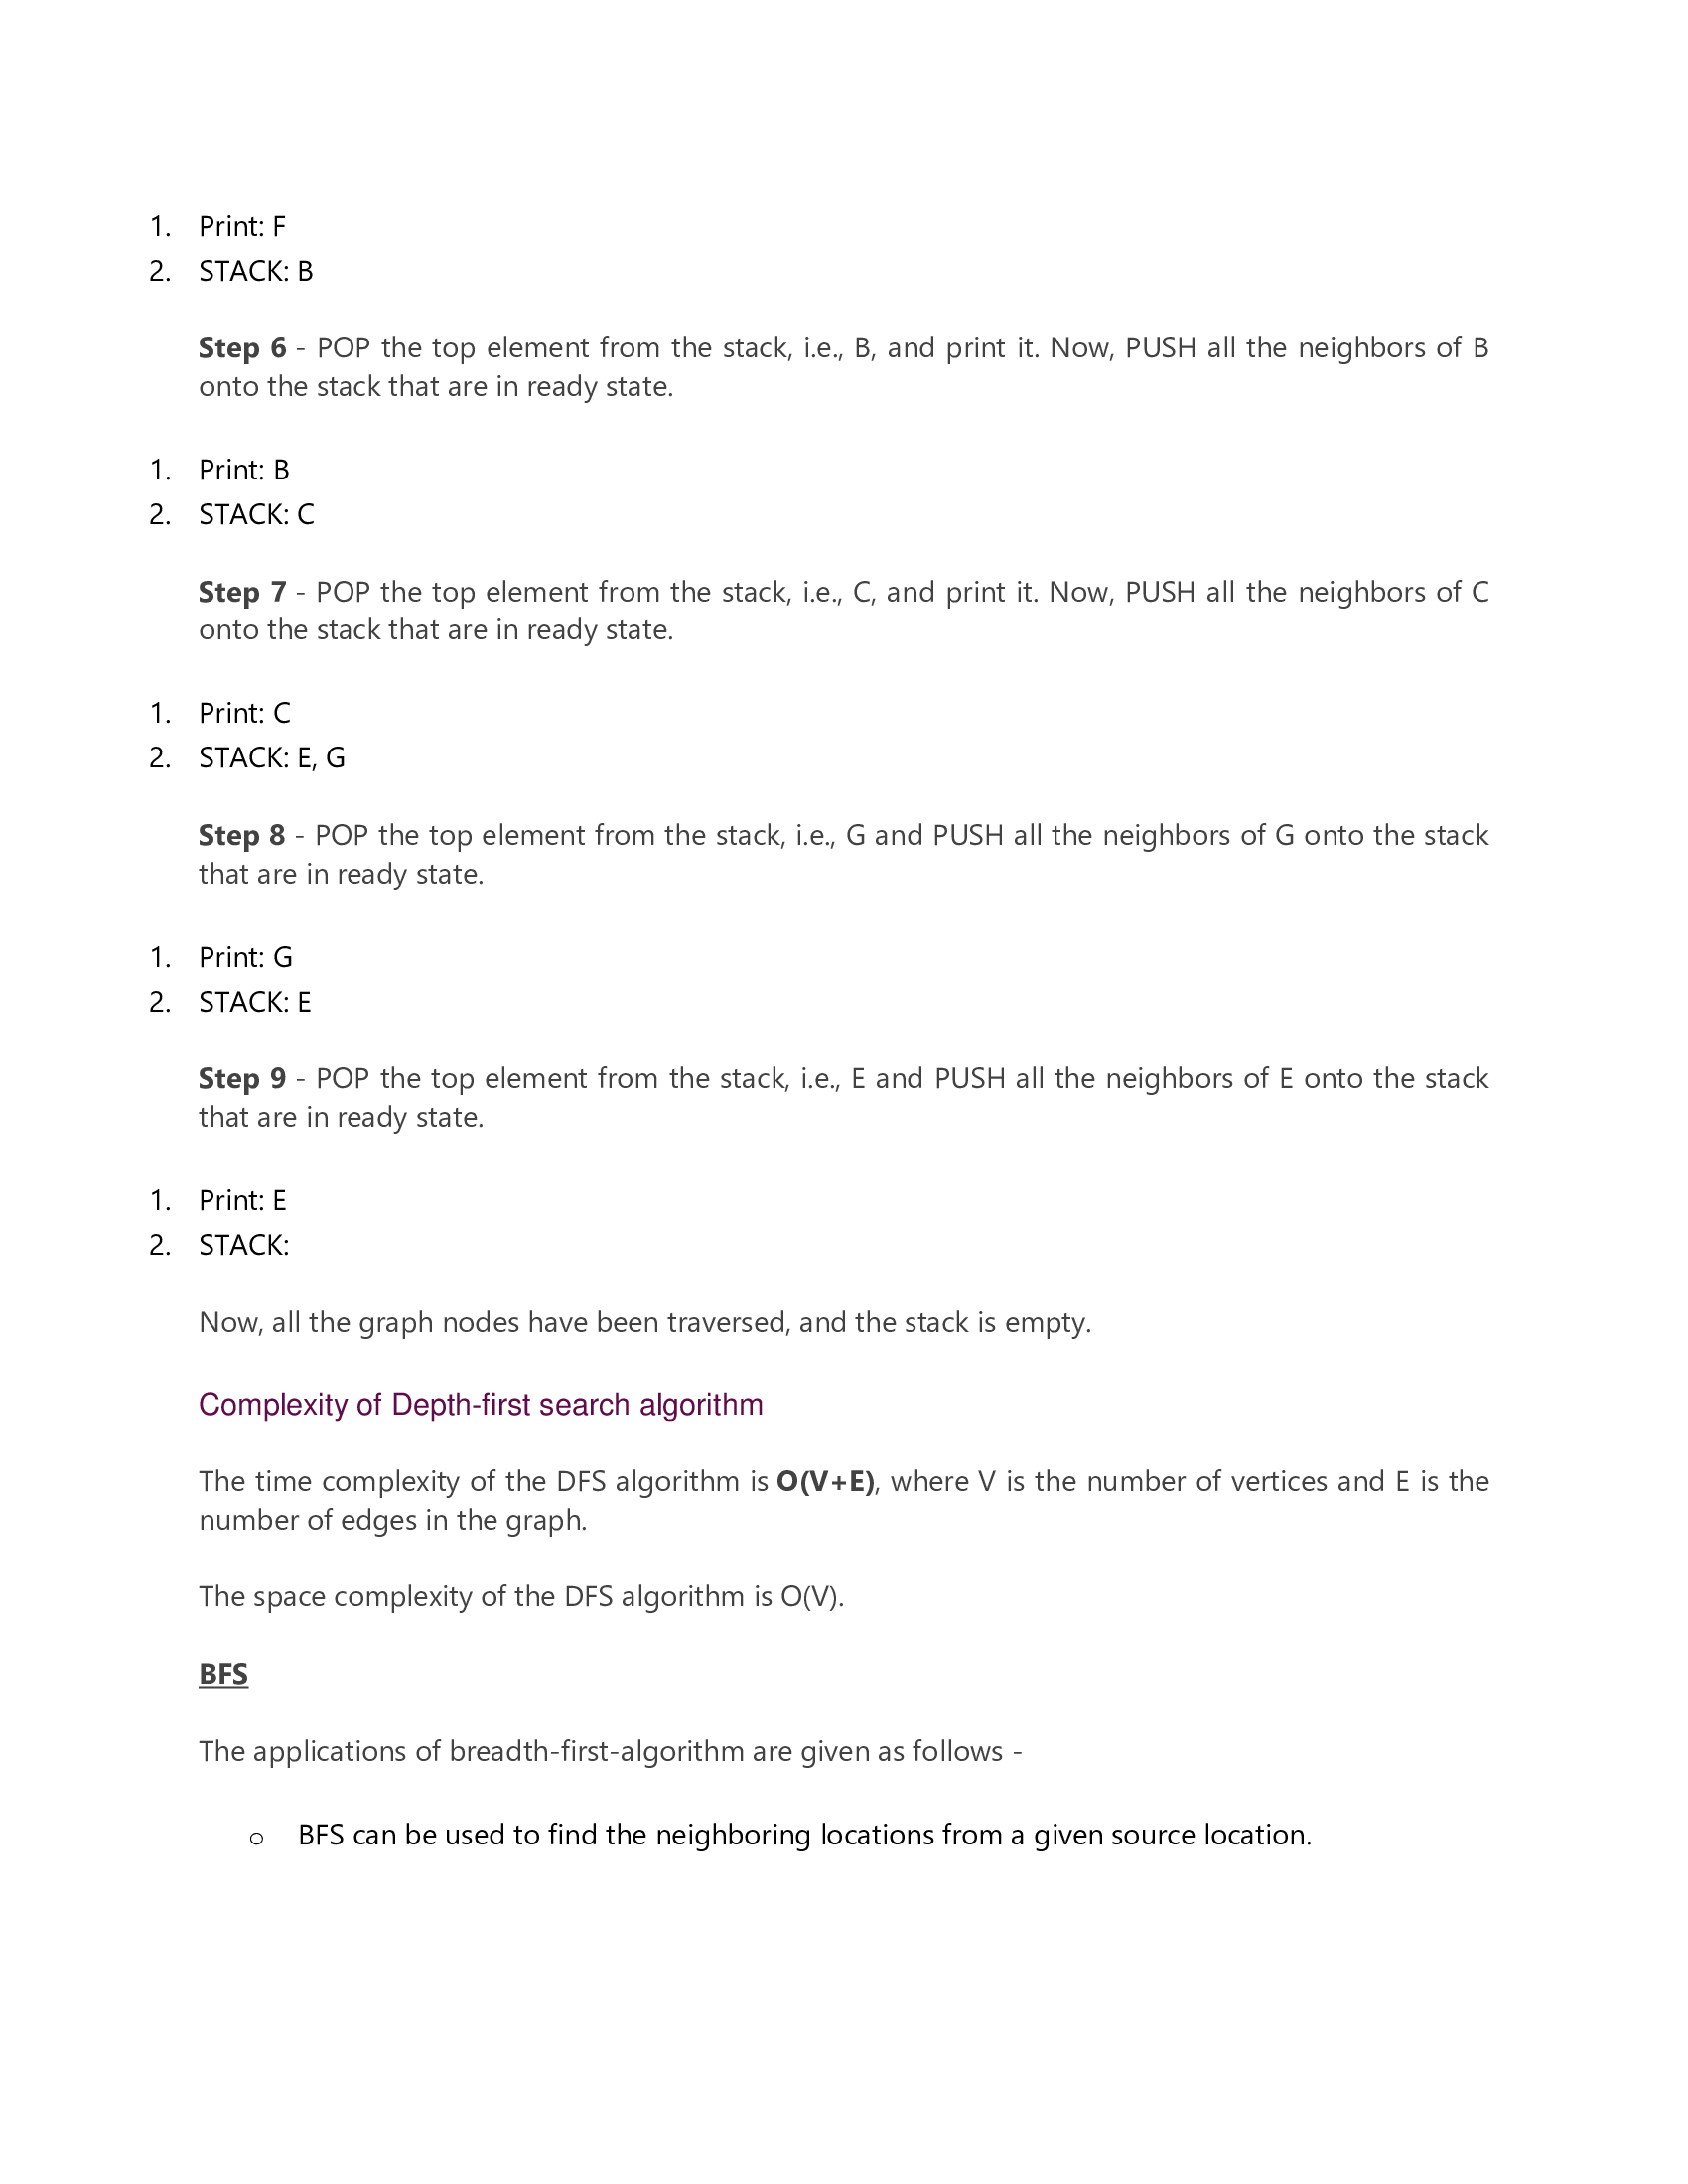 1. Print: F
2. STACK: B
Step 6 - POP the top element from the stack, i.e., B, and print it. Now, PUSH all the neighbors of B
onto the stack that are in ready state.
1. Print: B
2. STACK: C
Step 7 - POP the top element from the stack, i.e., C, and print it. Now, PUSH all the neighbors of C
onto the stack that are in ready state.
1. Print: C
2. STACK: E, G
Step 8 - POP the top element from the stack, i.e., G and PUSH all the neighbors of G onto the stack
that are in ready state.
1. Print: G
2. STACK: E
Step 9 - POP the top element from the stack, i.e., E and PUSH all the neighbors of E onto the stack
that are in ready state.
1. Print: E
2. STACK:
Now, all the graph nodes have been traversed, and the stack is empty.
Complexity of Depth-first search algorithm
The time complexity of the DFS algorithm is O(V+E), where V is the number of vertices and E is the
number of edges in the graph.
The space complexity of the DFS algorithm is O(V).
BFS
The applications of breadth-first-algorithm are given as follows -
o BFS can be used to find the neighboring locations from a given source location.